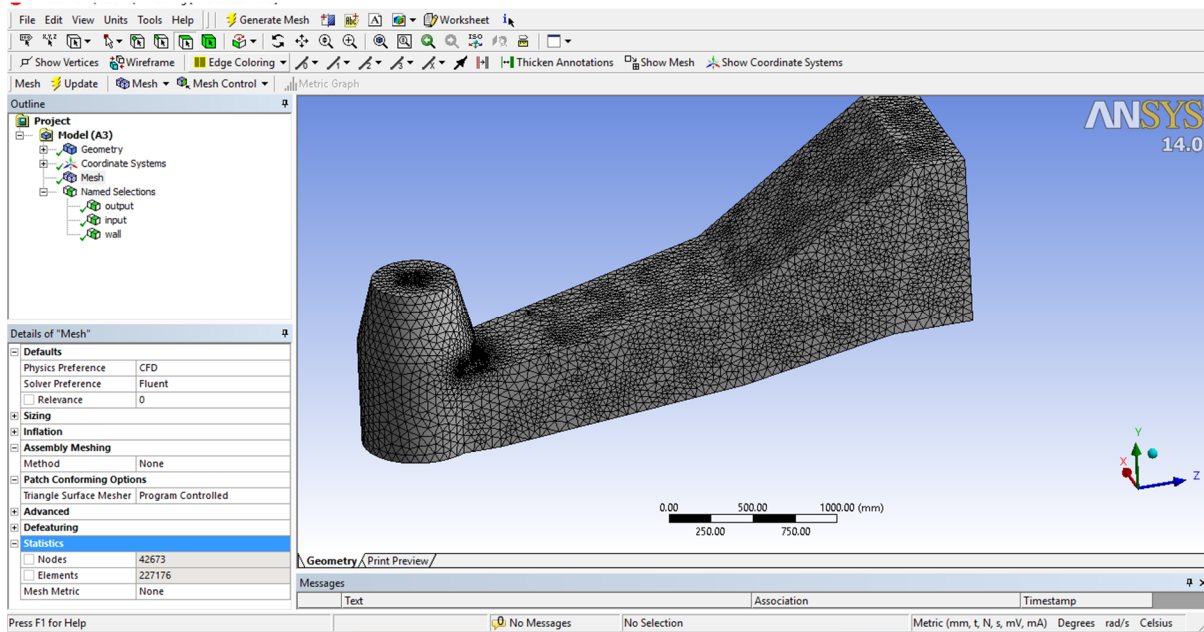 File Edit View Units Tools Help Generate Mesh A Worksheet i
ISO
Show Vertices Wireframe Edge Coloring Thicken Annotations Show Mesh Show Coordinate Systems
Mesh Update Mesh Mesh Control Metric Graph
Outline
Project
Model (A3)
Geometry
Coordinate Systems
Mesh
Named Selections
output
input
wall
Details of "Mesh"
Defaults
Physics Preference CFD
Solver Preference Fluent
Relevance 0
Sizing
Inflation
Assembly Meshing
Method None
Patch Conforming Options
Triangle Surface Mesher Program Controlled
Advanced
Defeaturing
Statistics
Nodes 42673
Elements 227176
Mesh Metric None
ANSYS
14.0
Y
X
Z
0.00 500.00 1000.00 (mm)
250.00 750.00
Geometry Print Preview
Messages
Text Association Timestamp
Press F1 for Help 0 No Messages No Selection Metric (mm, t, N, s, mV, mA) Degrees rad/s Celsius